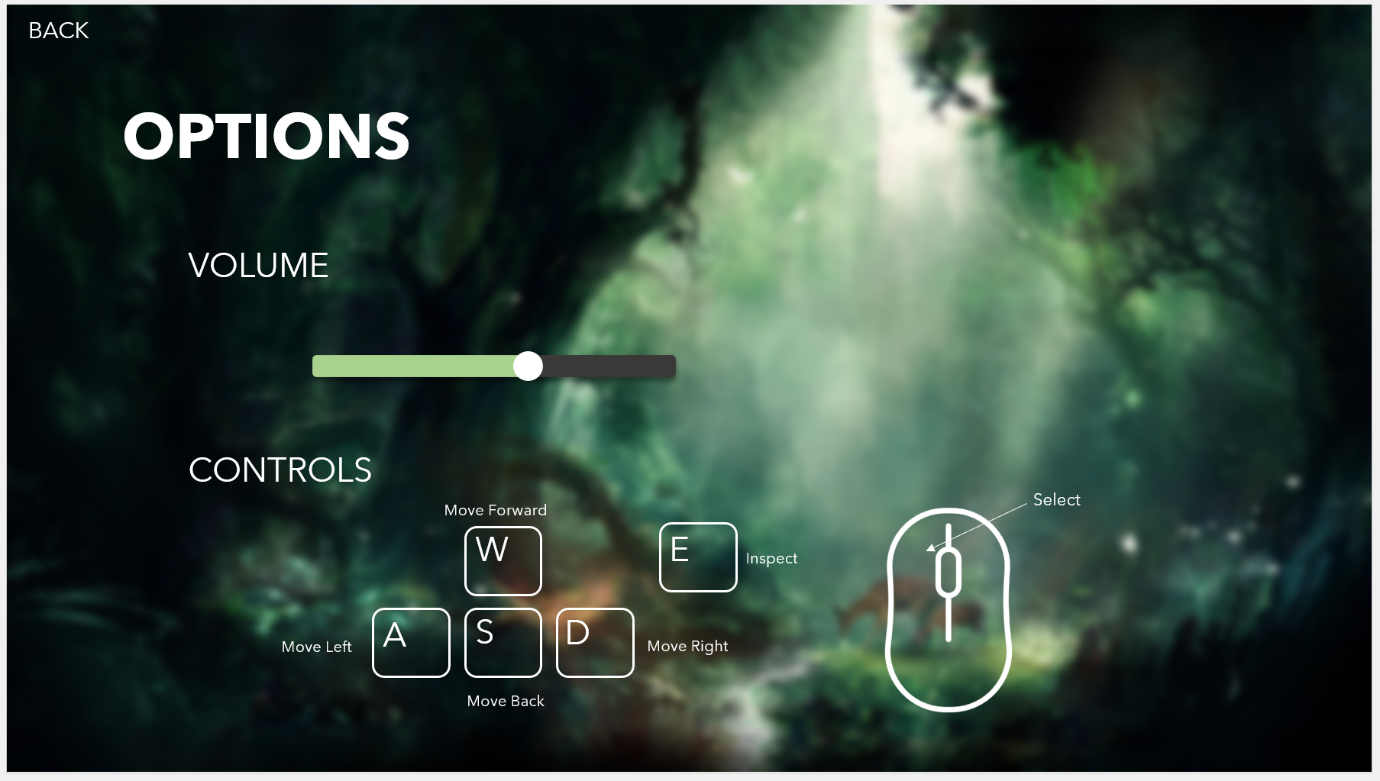 BACK
OPTIONS
VOLUME
CONTROLS
Select
Move Forward
W
E
Inspect
Move Left
A
S
D
Move Right
Move Back